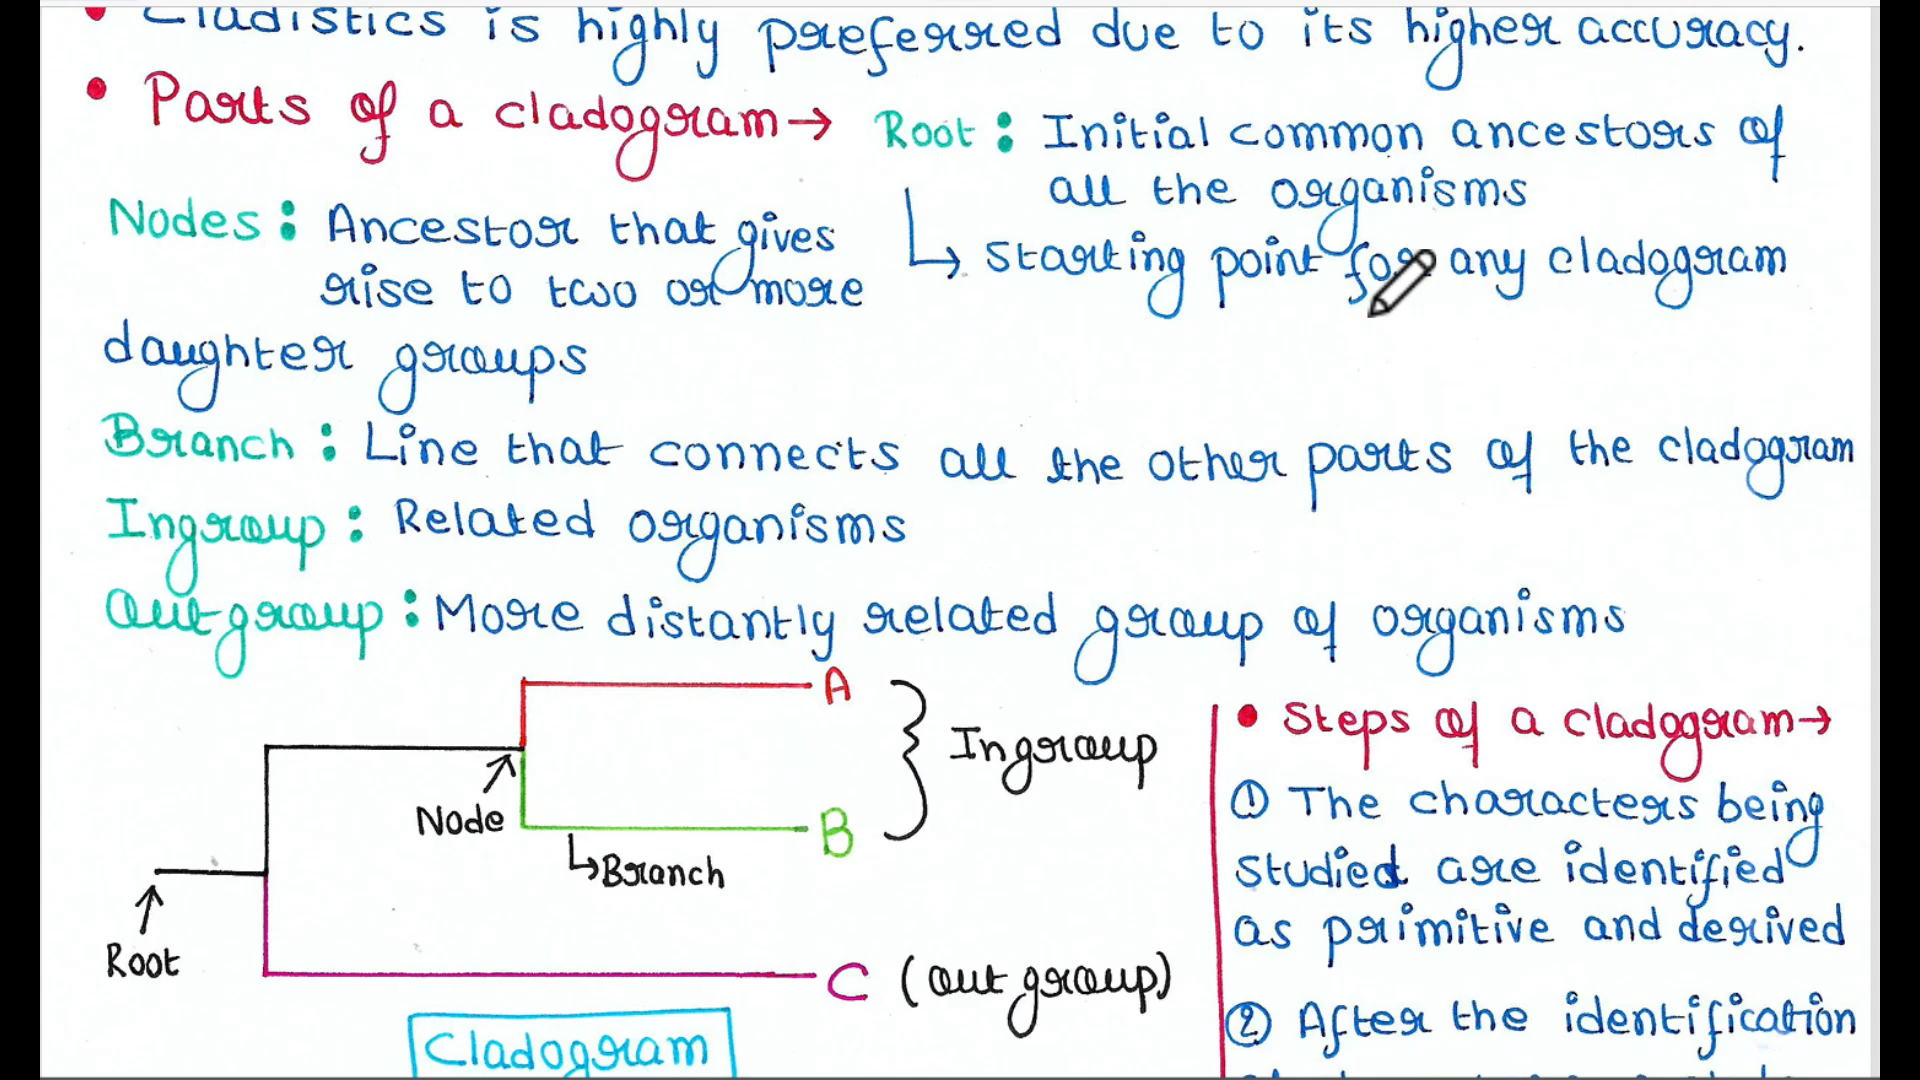 • Cladistics is highly preferred due to its higher accuracy.
• Parts of a cladogram →
Root : Initial common ancestors of
all the organisms
↳ starting point for any cladogram
Nodes : Ancestor that gives
rise to two or more
daughter groups
Branch : Line that connects all the other parts of the cladogram
Ingroup : Related organisms
Outgroup : More distantly related group of organisms
A
Ingroup
Node
B
↳Branch
Root
C (outgroup)
Cladogram
• Steps of a cladogram →
① The characters being
studied are identified
as primitive and derived
② After the identification